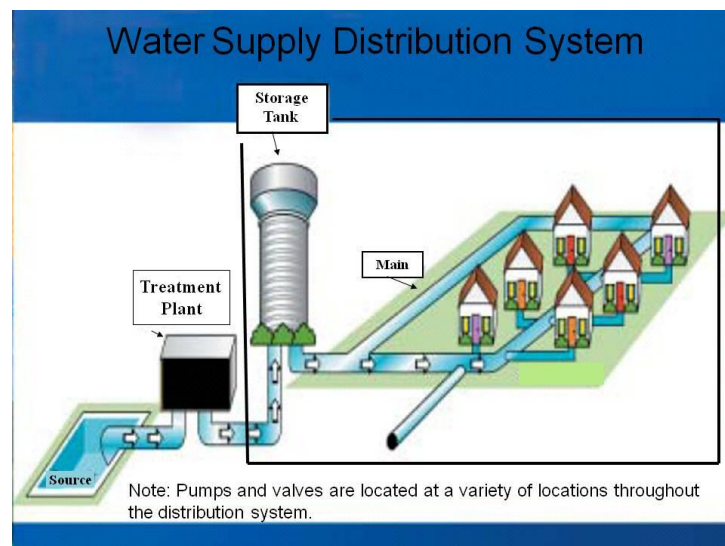 Water Supply Distribution System
Storage
Tank
Main
Treatment
Plant
Source
Note: Pumps and valves are located at a variety of locations throughout
the distribution system.